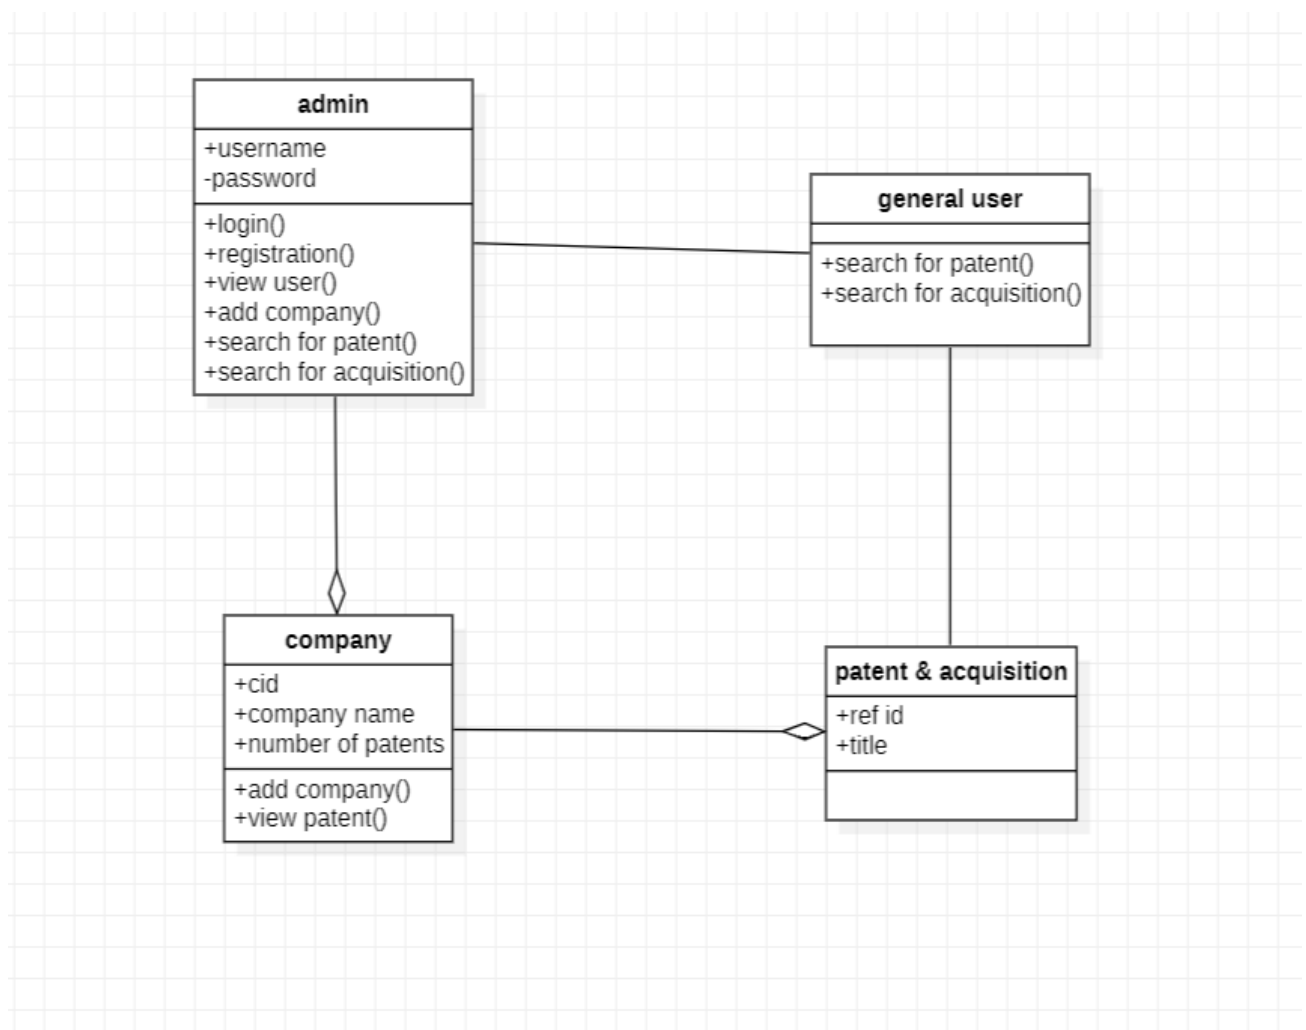 admin
+username
-password
+login()
+registration()
+view user()
+add company()
+search for patent()
+search for acquisition()
general user
+search for patent()
+search for acquisition()
company
+cid
+company name
+number of patents
+add company()
+view patent()
patent & acquisition
+ref id
+title